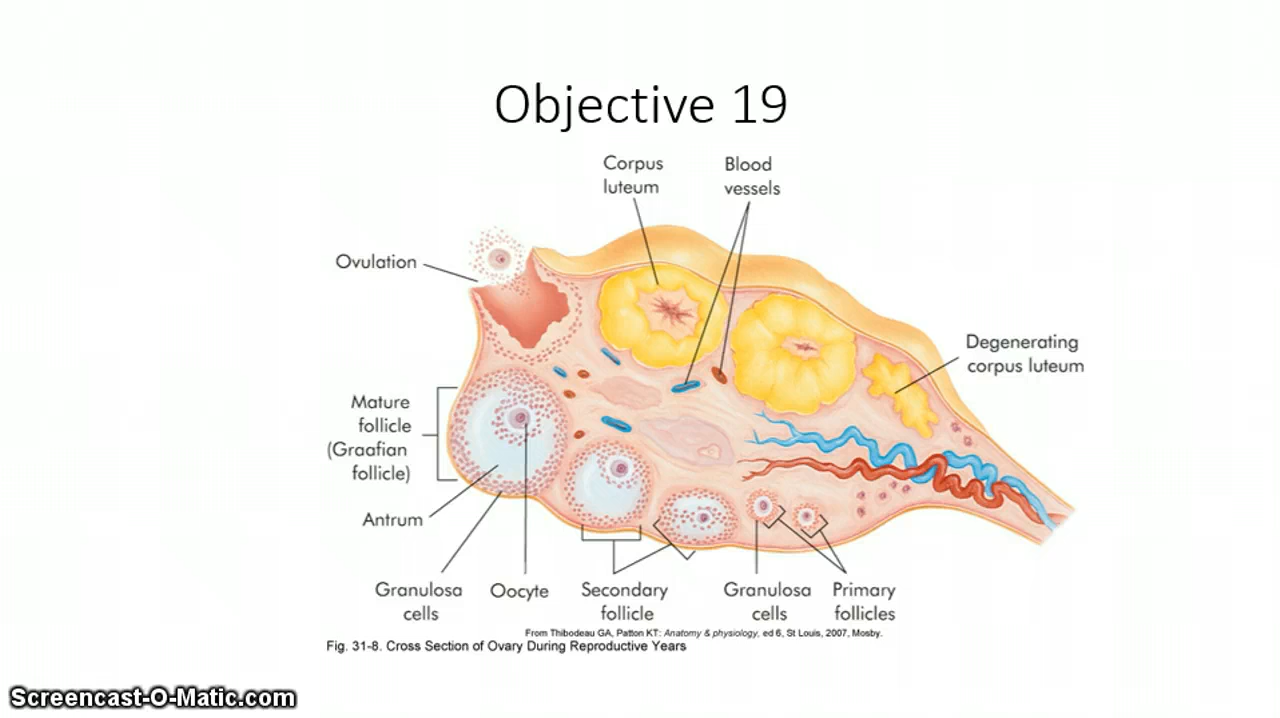 Objective 19
Corpus
luteum
Blood
vessels
Ovulation
Degenerating
corpus luteum
Mature
follicle
(Graafian
follicle)
Antrum
Granulosa
cells
Oocyte
Secondary
follicle
Granulosa
cells
Primary
follicles
From Thibodeau GA, Patton KT: Anatomy & physiology, ed 6, St Louis, 2007, Mosby.
Fig. 31-8. Cross Section of Ovary During Reproductive Years
Screencast-O-Matic.com